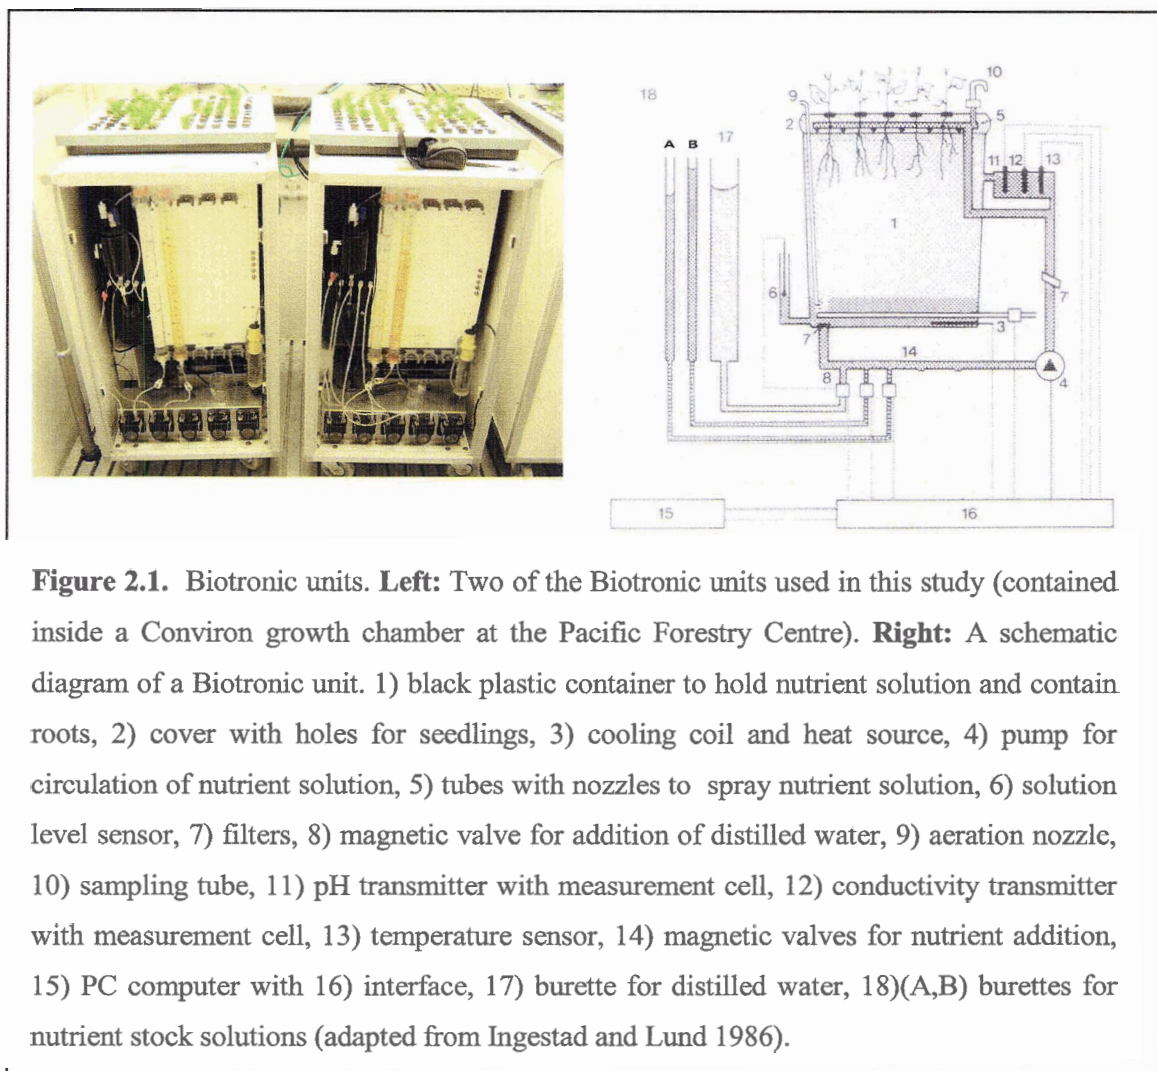 18
10
9
2
5
A B 17
11 12 13
1
6
7
7
3
14
8
4
15
16
Figure 2.1. Biotronic units. Left: Two of the Biotronic units used in this study (contained
inside a Conviron growth chamber at the Pacific Forestry Centre). Right: A schematic
diagram of a Biotronic unit. 1) black plastic container to hold nutrient solution and contain
roots, 2) cover with holes for seedlings, 3) cooling coil and heat source, 4) pump for
circulation of nutrient solution, 5) tubes with nozzles to spray nutrient solution, 6) solution
level sensor, 7) filters, 8) magnetic valve for addition of distilled water, 9) aeration nozzle,
10) sampling tube, 11) pH transmitter with measurement cell, 12) conductivity transmitter
with measurement cell, 13) temperature sensor, 14) magnetic valves for nutrient addition,
15) PC computer with 16) interface, 17) burette for distilled water, 18)(A,B) burettes for
nutrient stock solutions (adapted from Ingestad and Lund 1986).